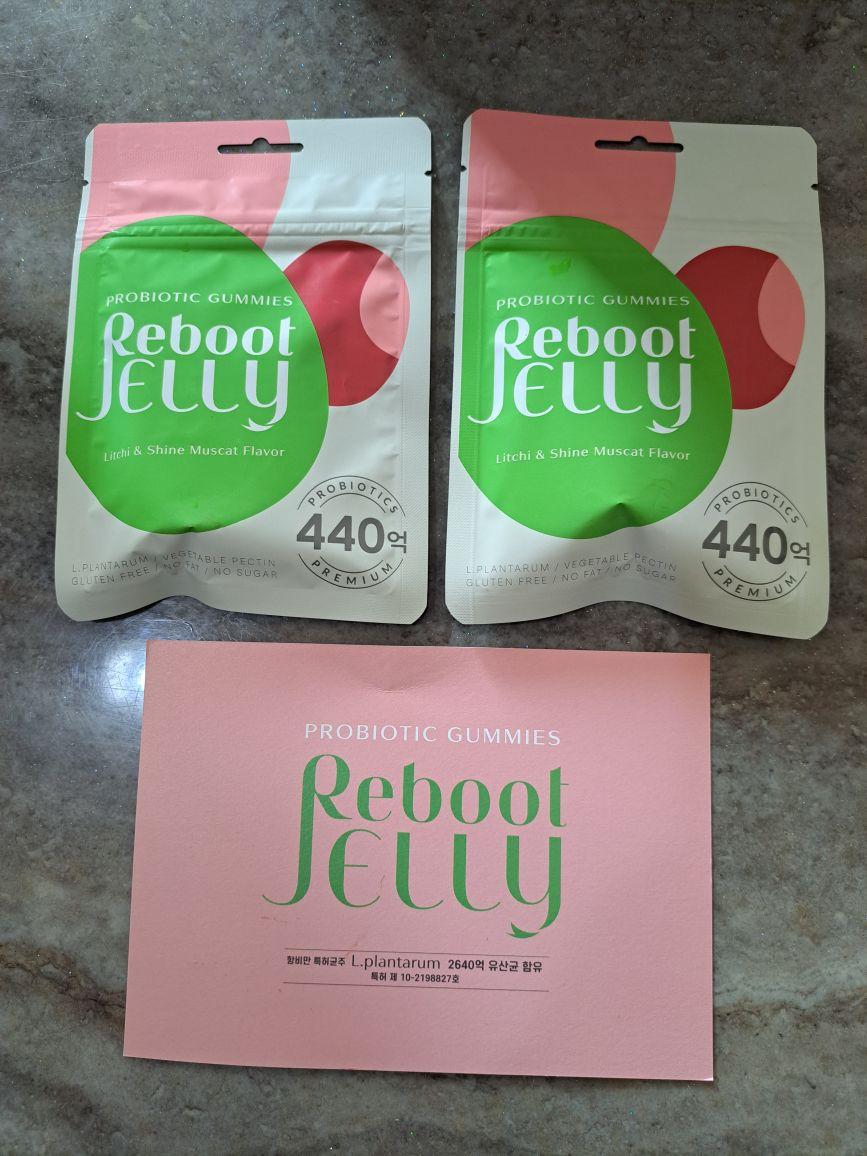 PROBIOTIC GUMMIES
Reboot
JELLY
Litchi & Shine Muscat Flavor
PROBIOTICS
440억
PREMIUM
L.PLANTARUM / VEGETABLE PECTIN
GLUTEN FREE / NO FAT / NO SUGAR
PROBIOTIC GUMMIES
Reboot
JELLY
Litchi & Shine Muscat Flavor
PROBIOTICS
440억
PREMIUM
L.PLANTARUM / VEGETABLE PECTIN
GLUTEN FREE / NO FAT / NO SUGAR
PROBIOTIC GUMMIES
Reboot
JELLY
항비만 특허균주 L.plantarum 2640억 유산균 함유
특허 제 10-2198827호